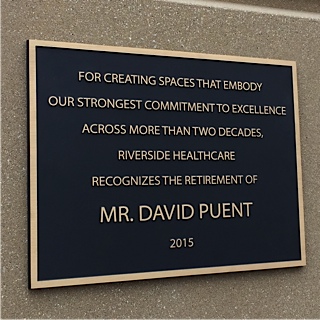 FOR CREATING SPACES THAT EMBODY
OUR STRONGEST COMMITMENT TO EXCELLENCE
ACROSS MORE THAN TWO DECADES,
RIVERSIDE HEALTHCARE
RECOGNIZES THE RETIREMENT OF
MR. DAVID PUENT
2015